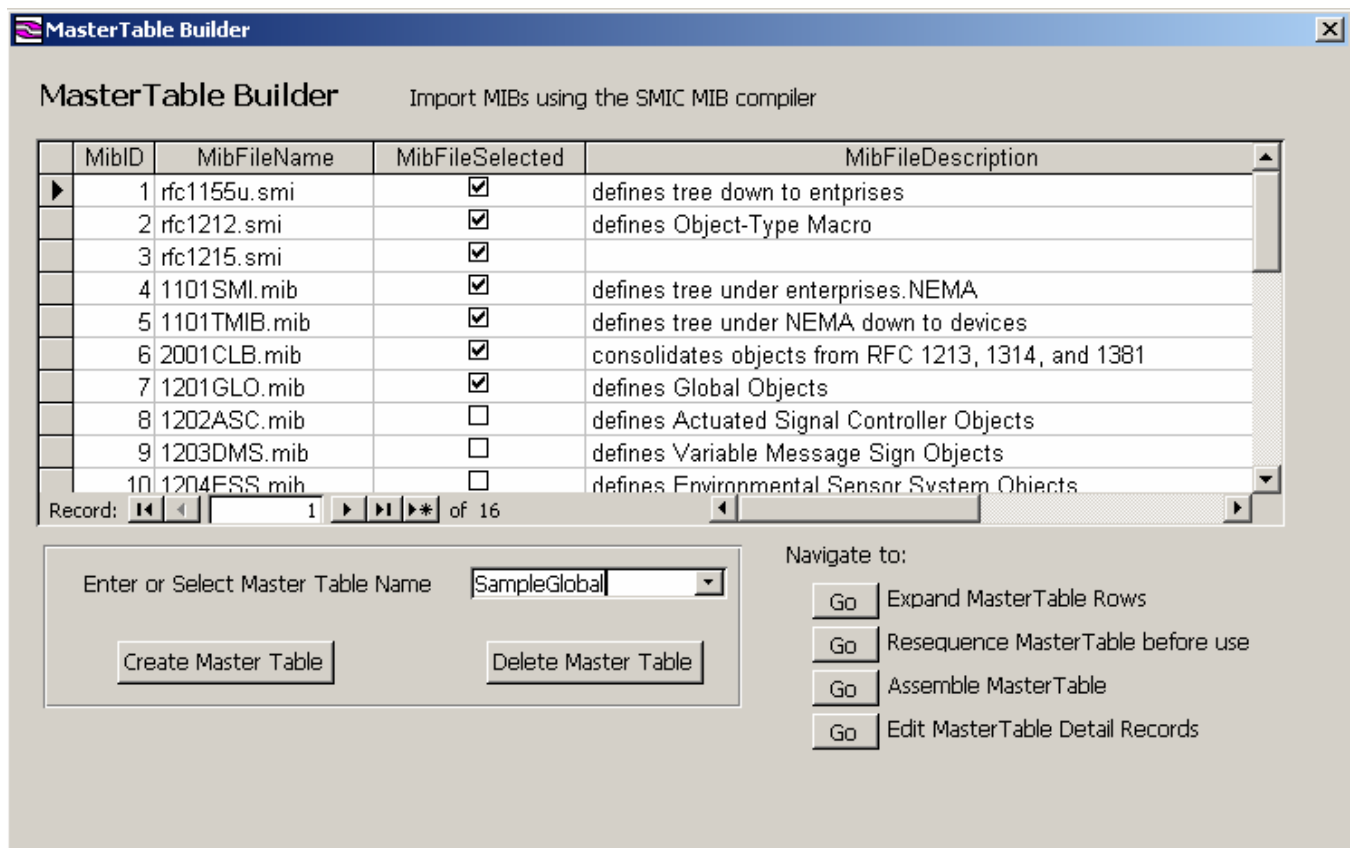 MasterTable Builder
MasterTable Builder Import MIBs using the SMIC MIB compiler
MibID MibFileName MibFileSelected MibFileDescription
1 rfc1155u.smi defines tree down to entprises
2 rfc1212.smi defines Object-Type Macro
3 rfc1215.smi
4 1101SMI.mib defines tree under enterprises.NEMA
5 1101TMIB.mib defines tree under NEMA down to devices
6 2001CLB.mib consolidates objects from RFC 1213, 1314, and 1381
7 1201GLO.mib defines Global Objects
8 1202ASC.mib defines Actuated Signal Controller Objects
9 1203DMS.mib defines Variable Message Sign Objects
10 1204ESS.mib defines Environmental Sensor System Objects
Record: 1 of 16
Navigate to:
Enter or Select Master Table Name SampleGlobal
Go Expand MasterTable Rows
Go Resequence MasterTable before use
Create Master Table Delete Master Table
Go Assemble MasterTable
Go Edit MasterTable Detail Records